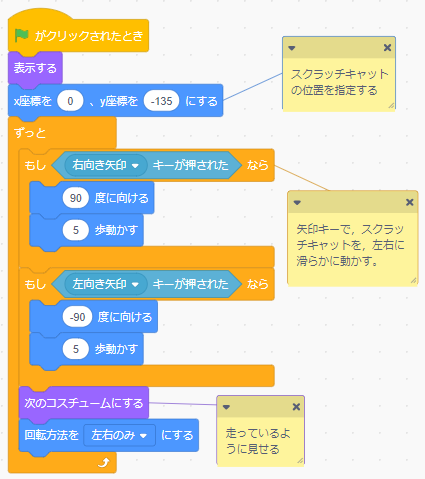 がクリックされたとき
表示する
x座標を 0 、y座標を -135 にする
スクラッチキャット
の位置を指定する
ずっと
もし 右向き矢印 キーが押された なら
90 度に向ける
5 歩動かす
矢印キーで，スクラッ
チキャットを，左右に
滑らかに動かす。
もし 左向き矢印 キーが押された なら
-90 度に向ける
5 歩動かす
次のコスチュームにする
回転方法を 左右のみ にする
走っているよ
うに見せる